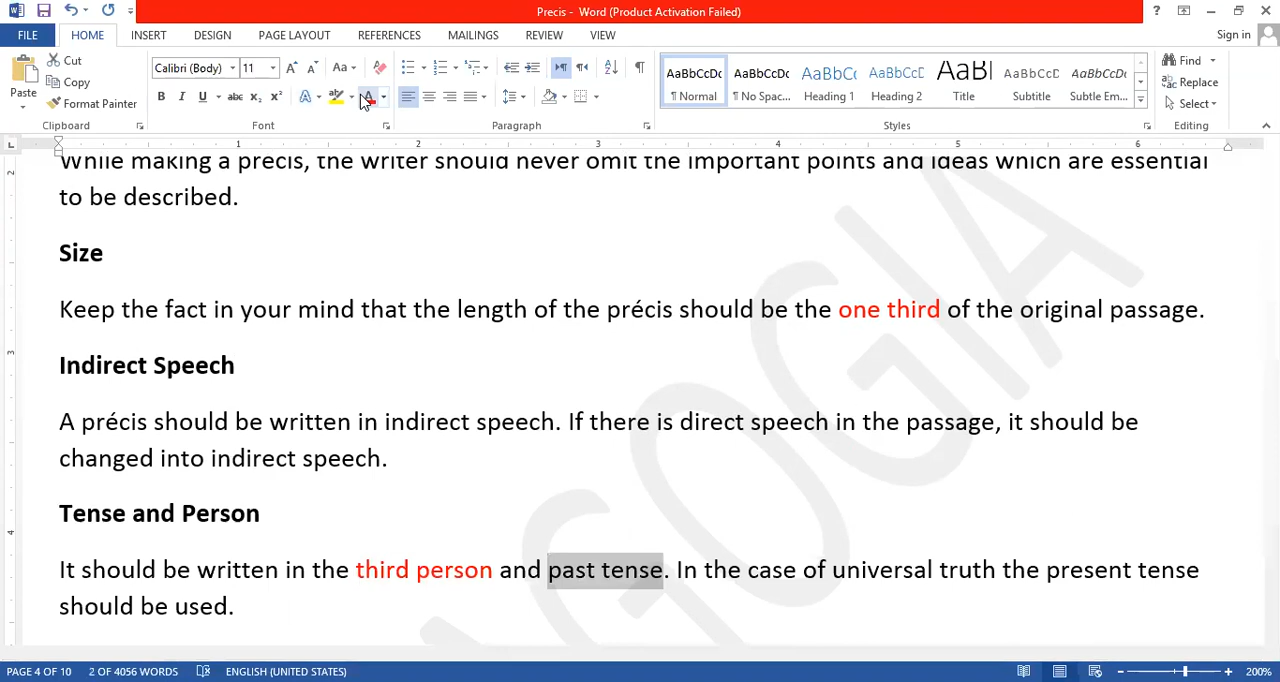 Precis - Word (Product Activation Failed)
Sign in
FILE HOME INSERT DESIGN PAGE LAYOUT REFERENCES MAILINGS REVIEW VIEW
Paste
Cut
Copy
Format Painter
Clipboard
Calibri (Body) 11
Font
Paragraph
AaBbCcDc
¶ Normal
AaBbCcDc
¶ No Spac...
AaBbCc
Heading 1
AaBbCcD
Heading 2
AaBl
Title
AaBbCcD
Subtitle
AaBbCcDc
Subtle Em...
Styles
Find
Replace
Select
Editing
1 2 3 4 5 6
While making a précis, the writer should never omit the important points and ideas which are essential
to be described.
Size
Keep the fact in your mind that the length of the précis should be the one third of the original passage.
Indirect Speech
A précis should be written in indirect speech. If there is direct speech in the passage, it should be
changed into indirect speech.
Tense and Person
It should be written in the third person and past tense. In the case of universal truth the present tense
should be used.
PAGE 4 OF 10 2 OF 4056 WORDS ENGLISH (UNITED STATES) 200%